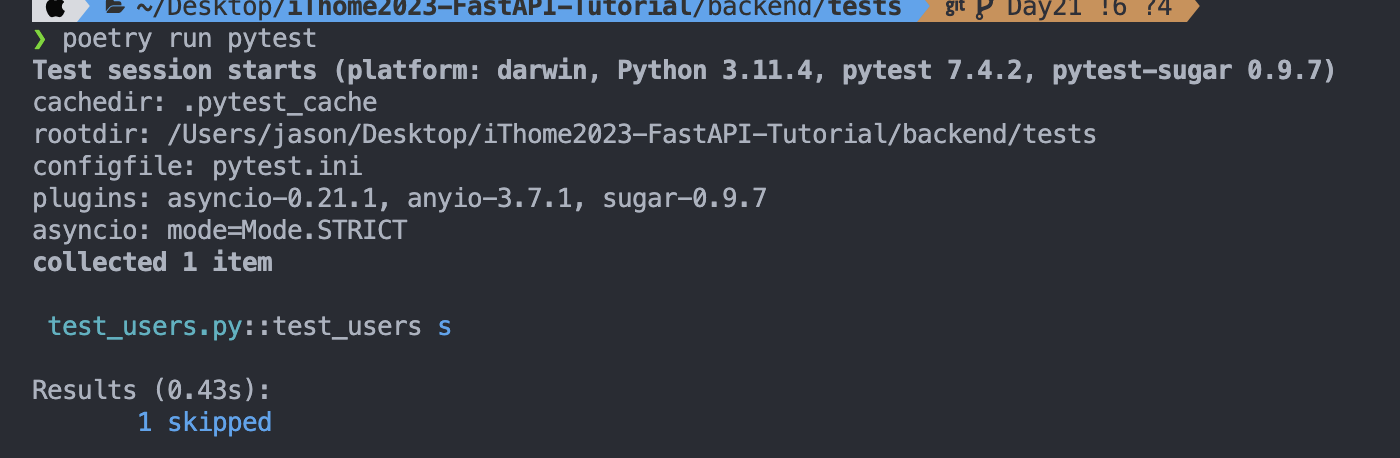 ~/Desktop/iThome2023-FastAPI-Tutorial/backend/tests git Day21 !6 ?4
❯ poetry run pytest
Test session starts (platform: darwin, Python 3.11.4, pytest 7.4.2, pytest-sugar 0.9.7)
cachedir: .pytest_cache
rootdir: /Users/jason/Desktop/iThome2023-FastAPI-Tutorial/backend/tests
configfile: pytest.ini
plugins: asyncio-0.21.1, anyio-3.7.1, sugar-0.9.7
asyncio: mode=Mode.STRICT
collected 1 item
test_users.py::test_users s
Results (0.43s):
1 skipped